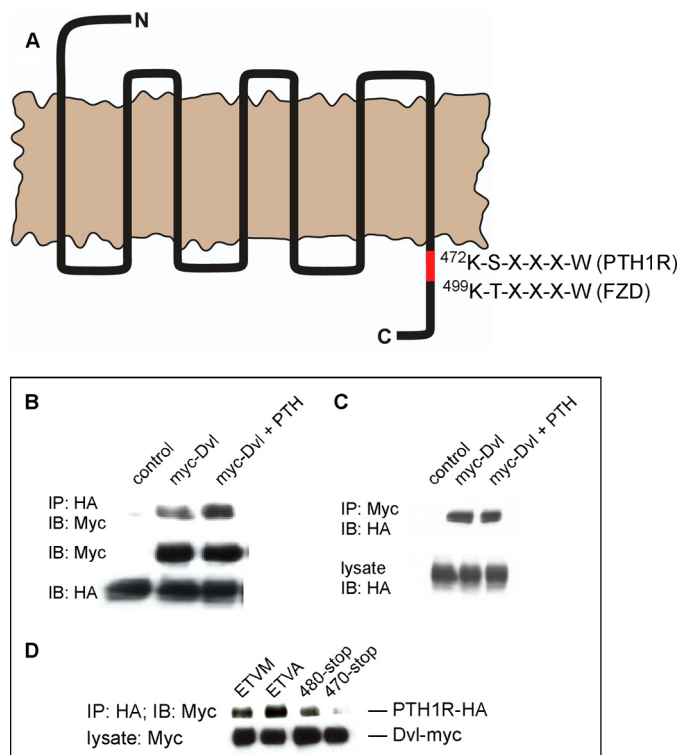 A
N
472K-S-X-X-X-W (PTH1R)
499K-T-X-X-X-W (FZD)
C
B
control
myc-Dvl
myc-Dvl + PTH
IP: HA
IB: Myc
IB: Myc
IB: HA
C
control
myc-Dvl
myc-Dvl + PTH
IP: Myc
IB: HA
lysate
IB: HA
D
ETVM
ETVA
480-stop
470-stop
IP: HA; IB: Myc
PTH1R-HA
lysate: Myc
Dvl-myc